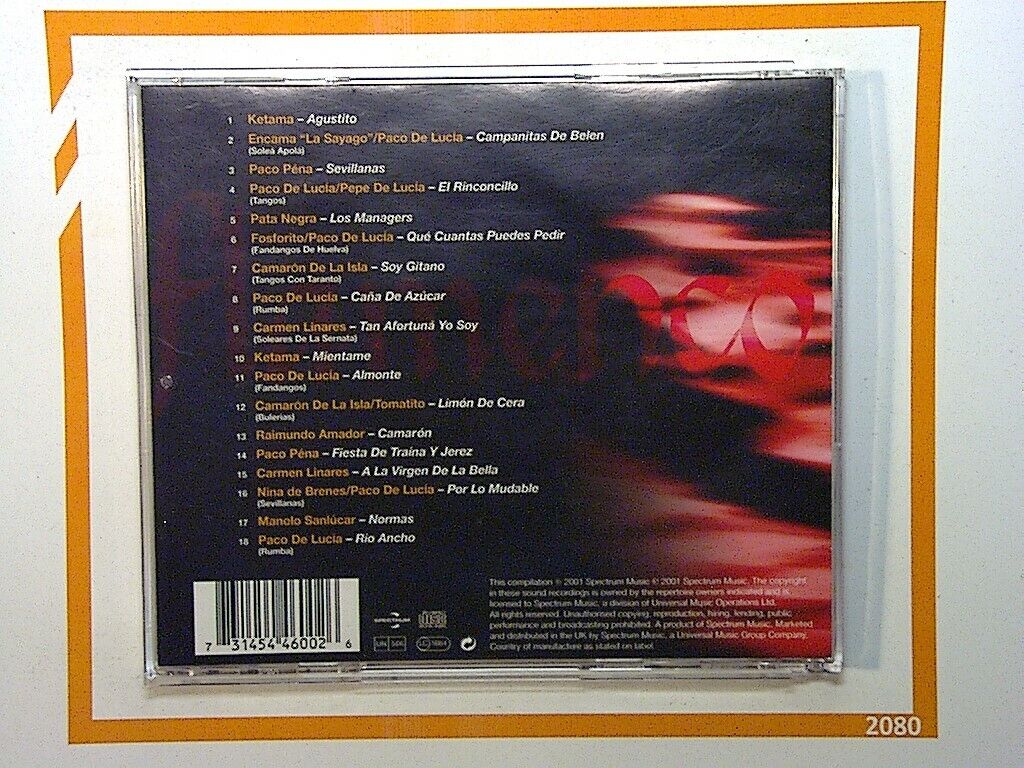 1 Ketama – Agustito
2 Encarna "La Sayago"/Paco De Lucía – Campanitas De Belen
(Soleá Apolá)
3 Paco Péna – Sevillanas
4 Paco De Lucía/Pepe De Lucía – El Rinconcillo
(Tangos)
5 Pata Negra – Los Managers
6 Fosforito/Paco De Lucía – Qué Cuantas Puedes Pedir
(Fandangos De Huelva)
7 Camarón De La Isla – Soy Gitano
(Tangos Con Taranto)
8 Paco De Lucía – Caña De Azúcar
(Rumba)
9 Carmen Linares – Tan Afortuná Yo Soy
(Soleares De La Sernata)
10 Ketama – Mientame
11 Paco De Lucía – Almonte
(Fandangos)
12 Camarón De La Isla/Tomatito – Limón De Cera
(Bulerias)
13 Raimundo Amador – Camarón
14 Paco Péna – Fiesta De Traína Y Jerez
15 Carmen Linares – A La Virgen De La Bella
16 Nina de Brenes/Paco De Lucía – Por Lo Mudable
(Sevillanas)
17 Manolo Sanlúcar – Normas
18 Paco De Lucía – Rio Ancho
(Rumba)
This compilation ℗ 2001 Spectrum Music © 2001 Spectrum Music. The copyright
in these sound recordings is owned by the repertoire owners indicated and is
licensed to Spectrum Music, a division of Universal Music Operations Ltd.
All rights reserved. Unauthorised copying, reproduction, hiring, lending, public
performance and broadcasting prohibited. A product of Spectrum Music. Marketed
and distributed in the UK by Spectrum Music, a Universal Music Group Company.
Country of manufacture as stated on label.
SPECTRUM
7 31454 46002 6
2080